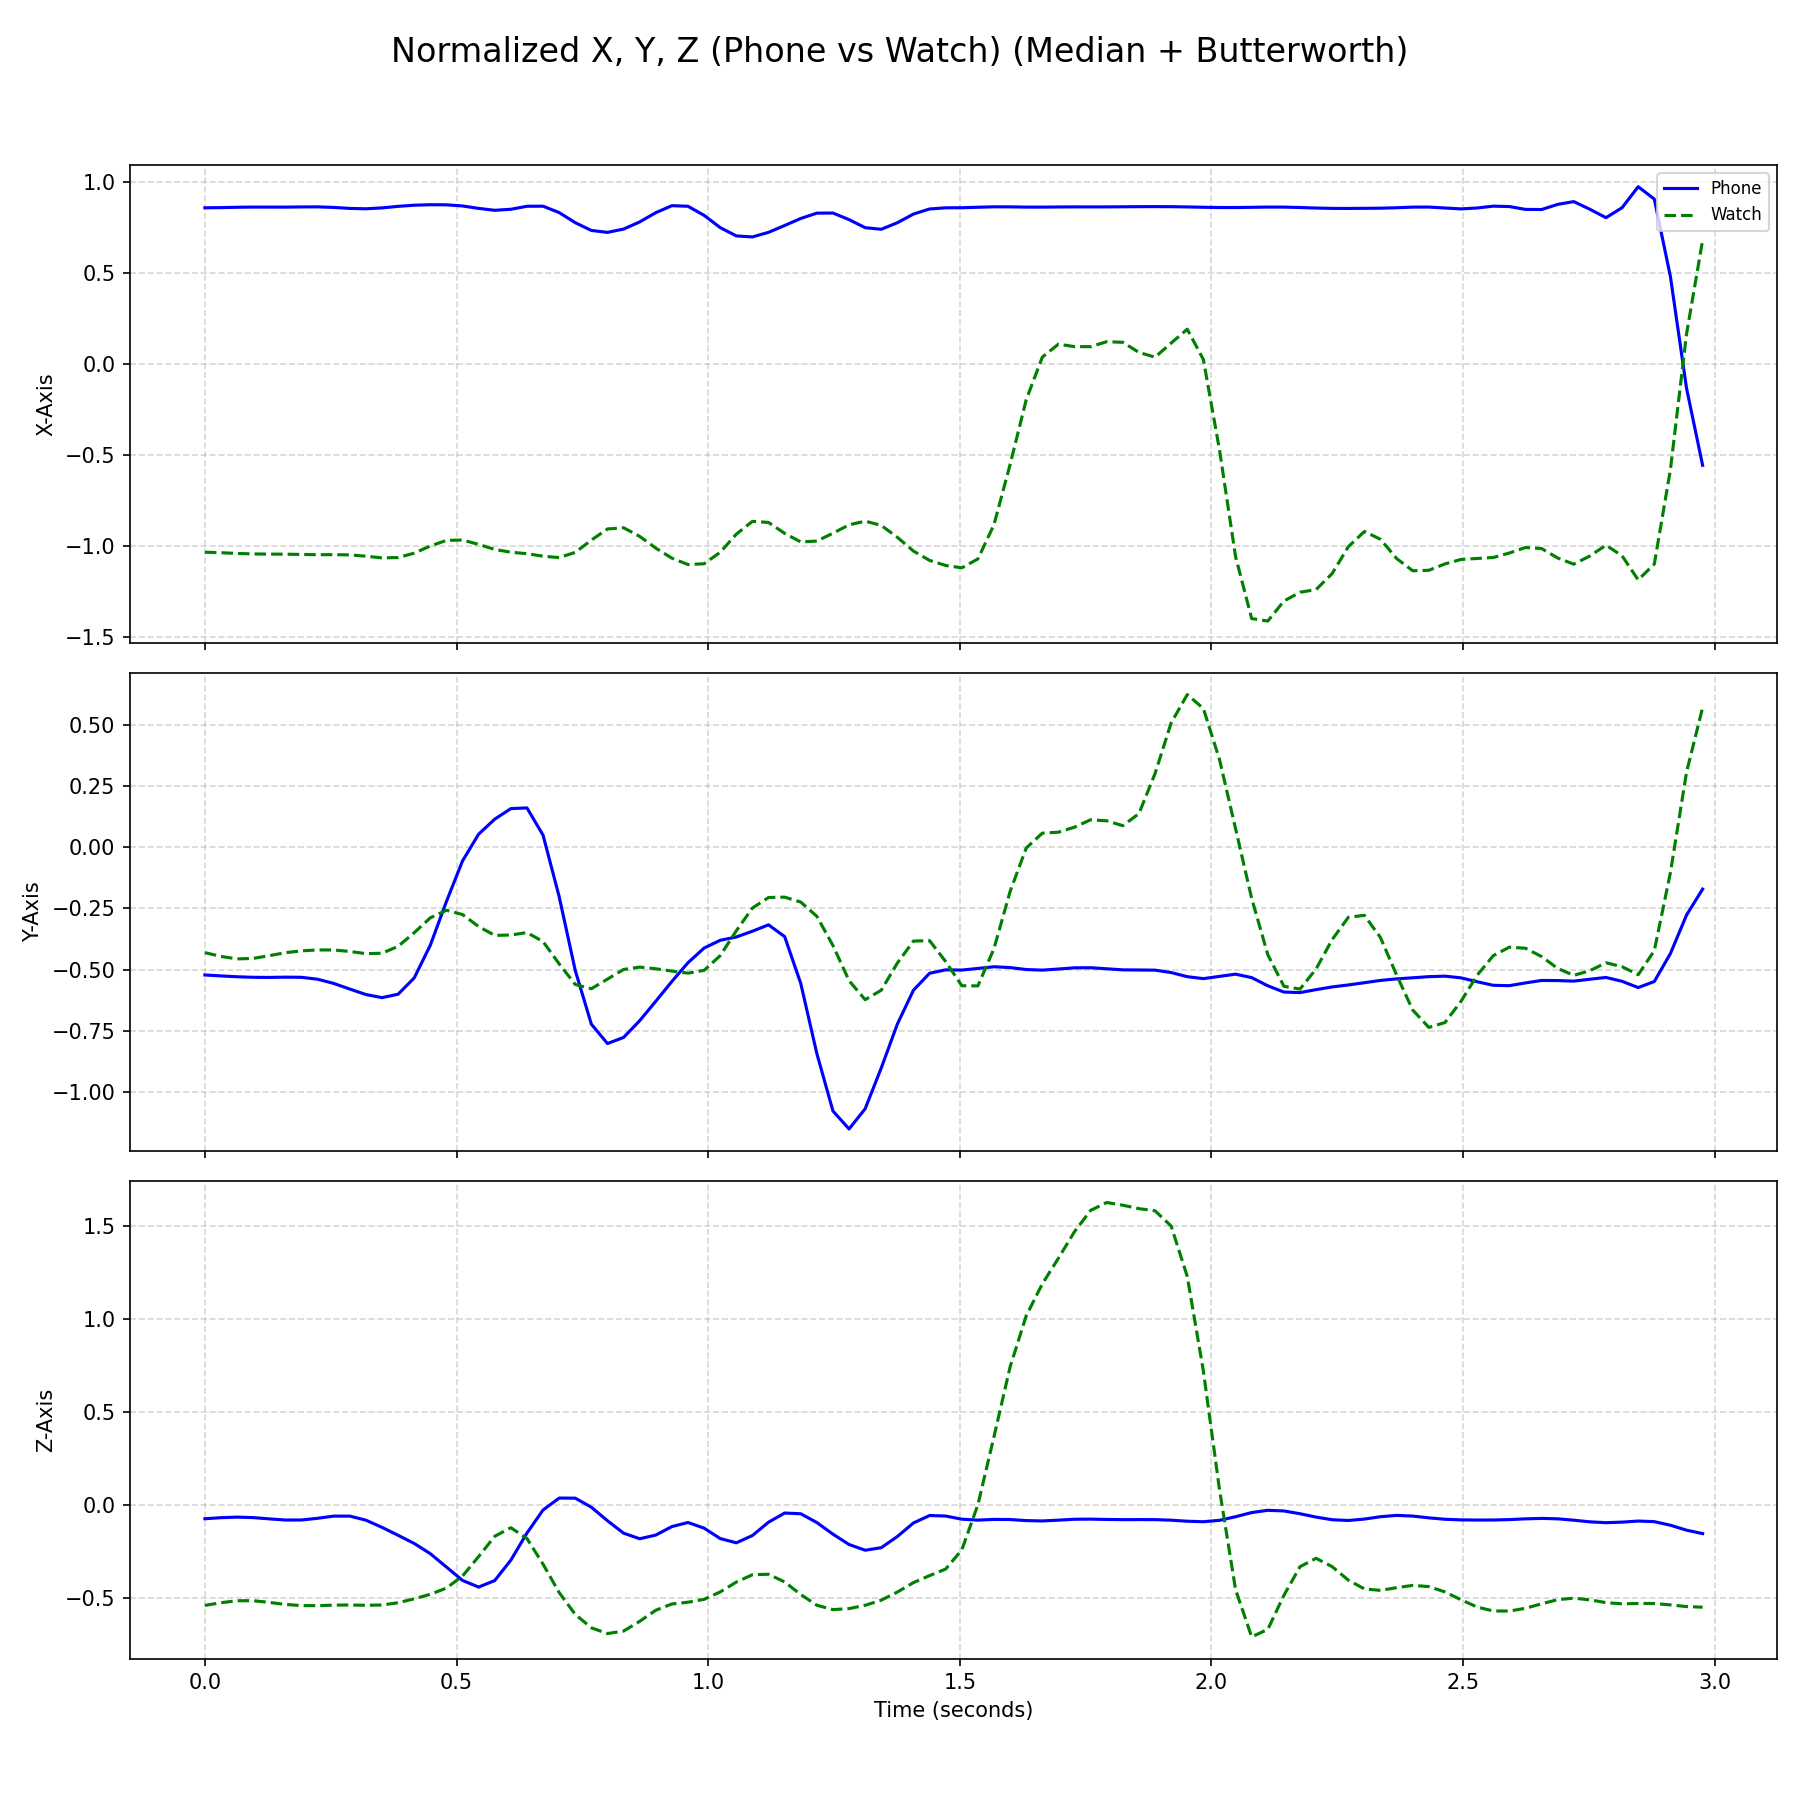 Normalized X, Y, Z (Phone vs Watch) (Median + Butterworth)
Phone
Watch
1.0
0.5
0.0
−0.5
−1.0
−1.5
X-Axis
0.50
0.25
0.00
−0.25
−0.50
−0.75
−1.00
Y-Axis
1.5
1.0
0.5
0.0
−0.5
Z-Axis
0.0 0.5 1.0 1.5 2.0 2.5 3.0
Time (seconds)